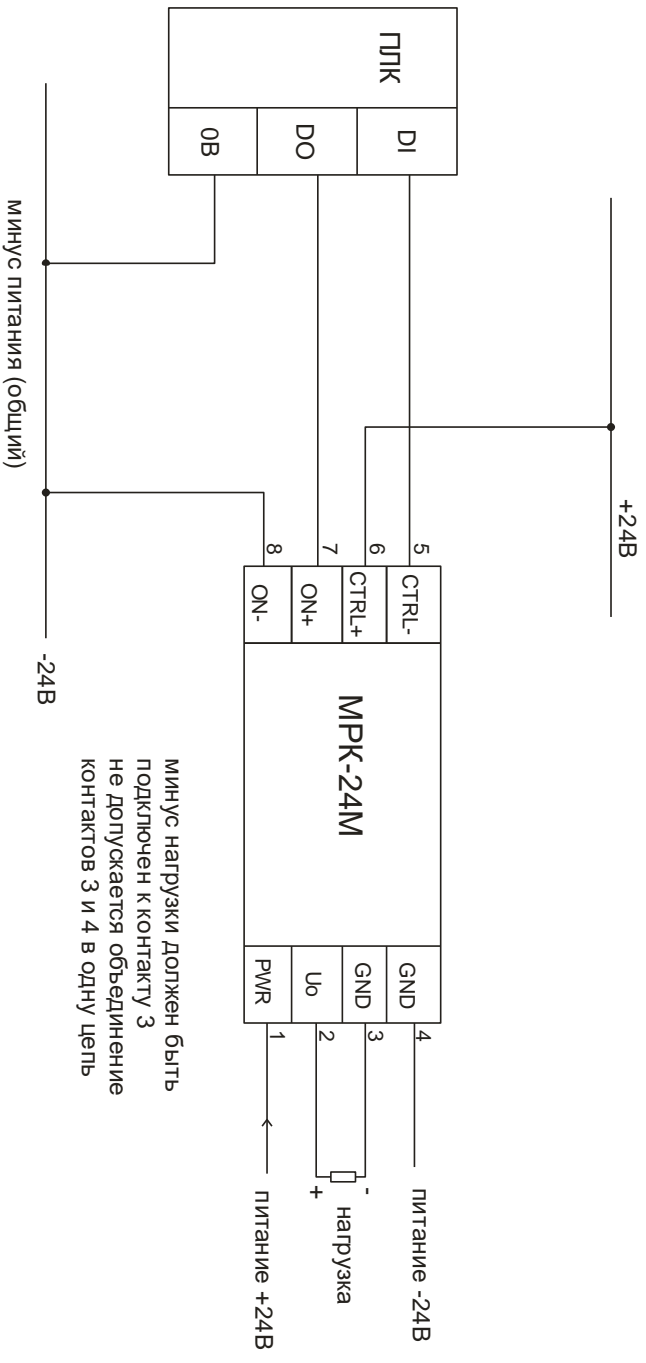 ПЛК
DI
DO
0В
+24В
-24В
минус питания (общий)
5
6
7
8
CTRL-
CTRL+
ON+
ON-
МРК-24М
GND
GND
Uo
PWR
4
3
2
1
питание -24В
-
нагрузка
+
питание +24В
минус нагрузки должен быть
подключен к контакту 3
не допускается объединение
контактов 3 и 4 в одну цепь